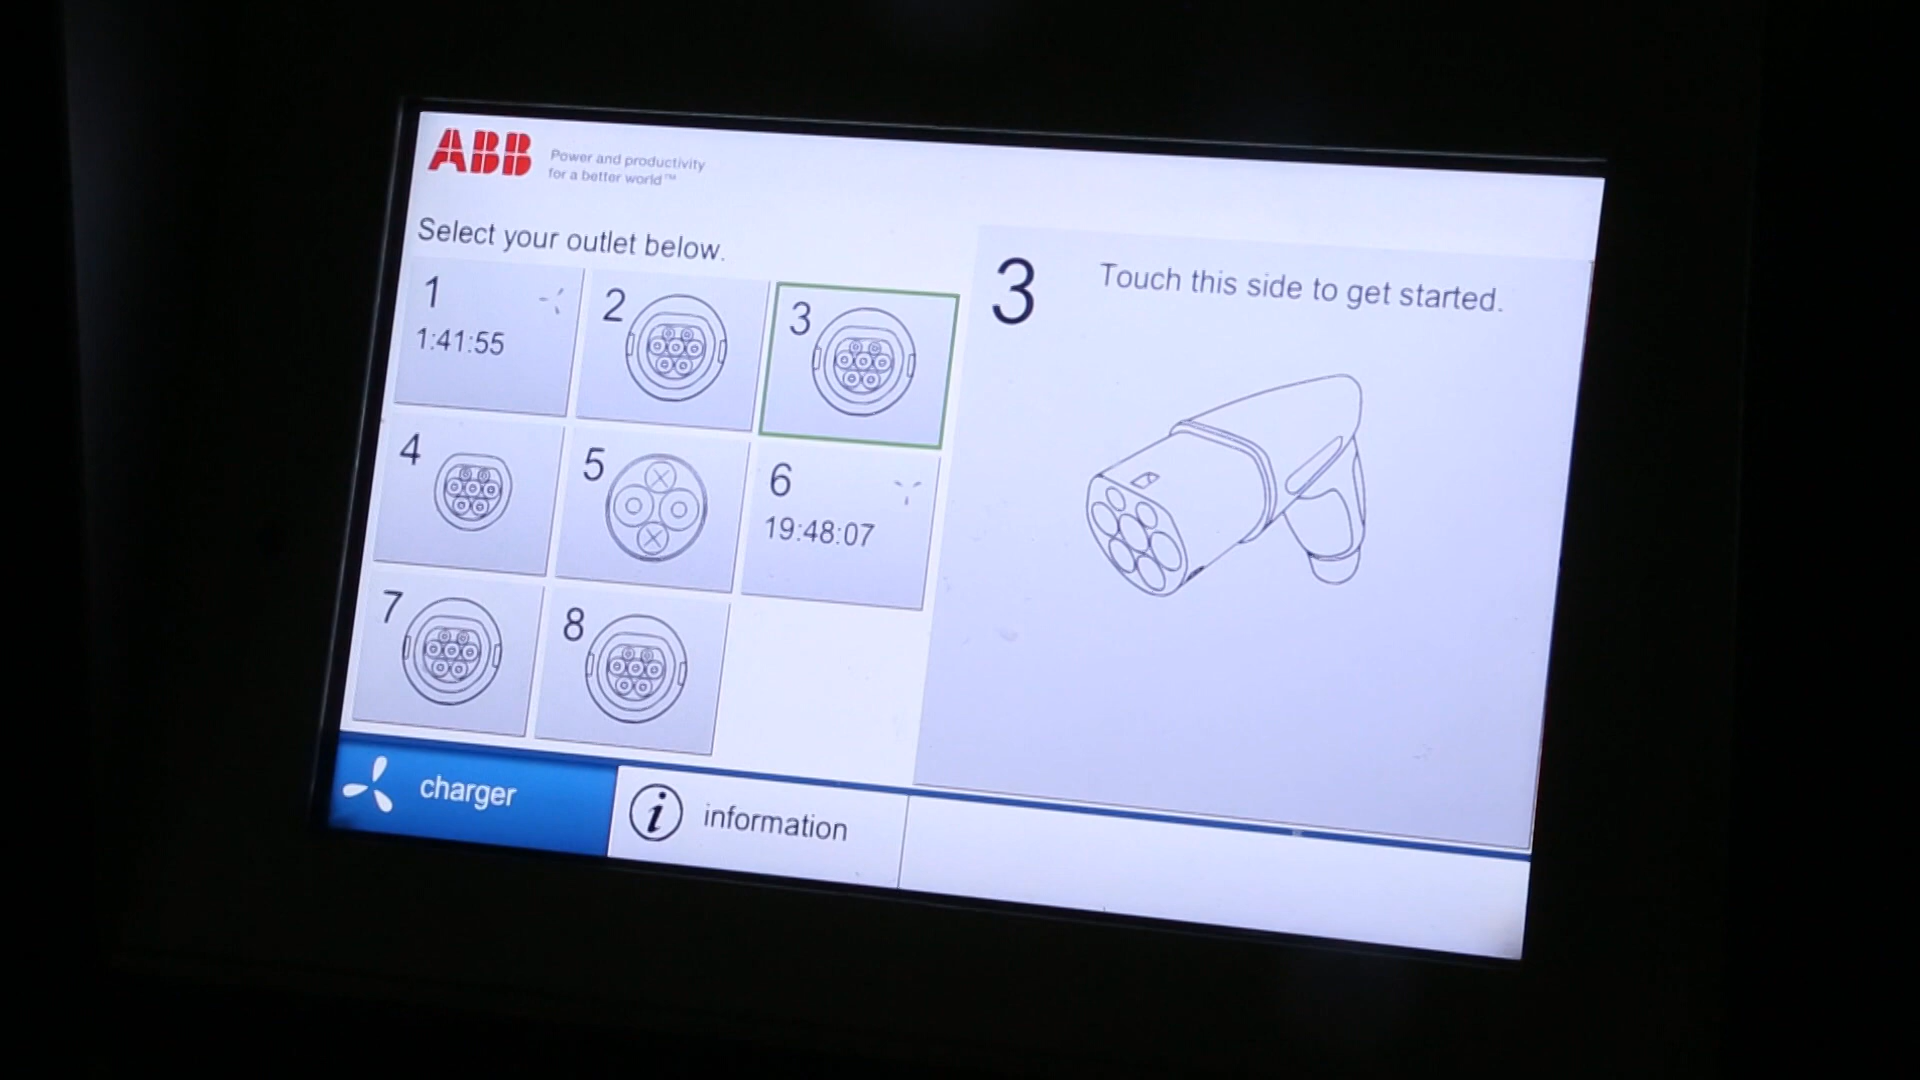 ABB
Power and productivity
for a better world™
Select your outlet below.
1
1:41:55
2
3
4
5
6
19:48:07
7
8
3
Touch this side to get started.
charger
i information